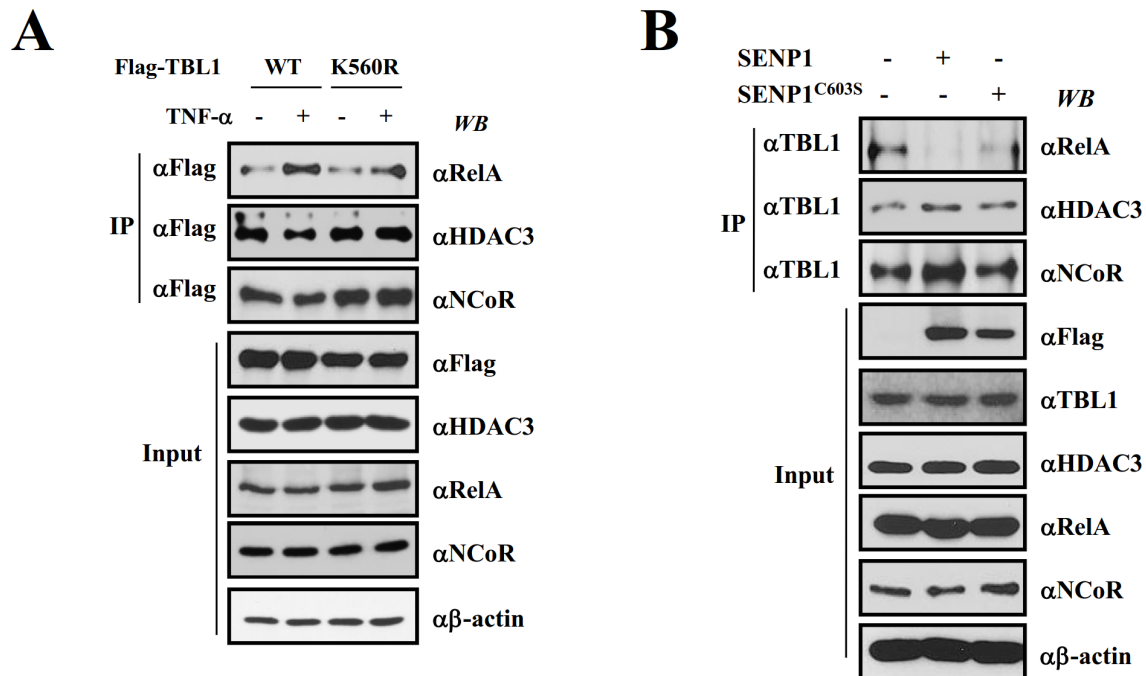 A
Flag-TBL1 WT K560R
TNF-α - + - + WB
IP
αFlag αRelA
αFlag αHDAC3
αFlag αNCoR
Input
αFlag
αHDAC3
αRelA
αNCoR
αβ-actin
B
SENP1 - + -
SENP1C603S - - + WB
IP
αTBL1 αRelA
αTBL1 αHDAC3
αTBL1 αNCoR
Input
αFlag
αTBL1
αHDAC3
αRelA
αNCoR
αβ-actin